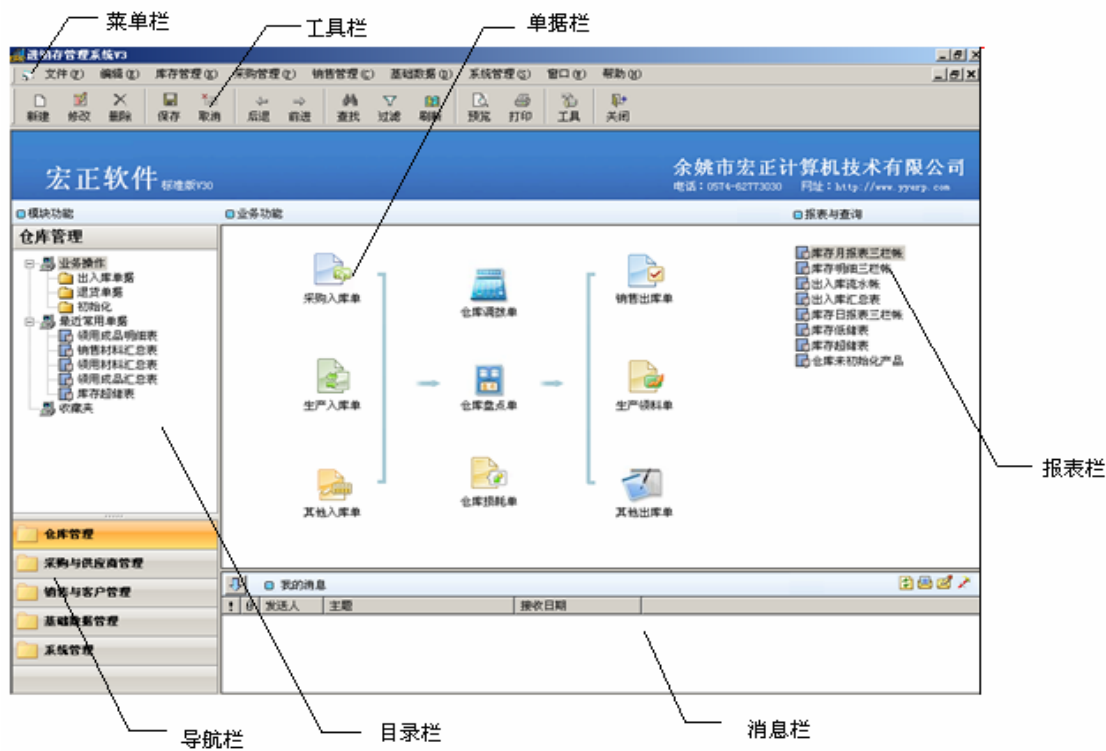 菜单栏
工具栏
单据栏
进销存管理系统V3
文件(F) 编辑(E) 库存管理 采购管理 销售管理 基础数据 系统管理(S) 窗口 帮助(H)
新建 修改 删除 保存 取消 后退 前进 查找 过滤 刷新 预览 打印 工具 关闭
宏正软件 标准版V30
余姚市宏正计算机技术有限公司
电话：0574-62773030 网址：http://www.yyerp.com
模块功能 业务功能 报表与查询
仓库管理
业务操作
出入库单据
退货单据
初始化
最近常用单据
领用成品明细表
销售材料汇总表
领用材料汇总表
领用成品汇总表
库存超储表
收藏夹
采购入库单
仓库调拨单
销售出库单
生产入库单
仓库盘点单
生产领料单
其他入库单
仓库损耗单
其他出库单
库存月报表三栏帐
库存明细三栏帐
出入库流水帐
出入库汇总表
库存日报表三栏帐
库存低储表
库存超储表
仓库未初始化产品
报表栏
仓库管理
采购与供应商管理
销售与客户管理
基础数据管理
系统管理
我的消息
! 发送人 主题 接收日期
导航栏
目录栏
消息栏